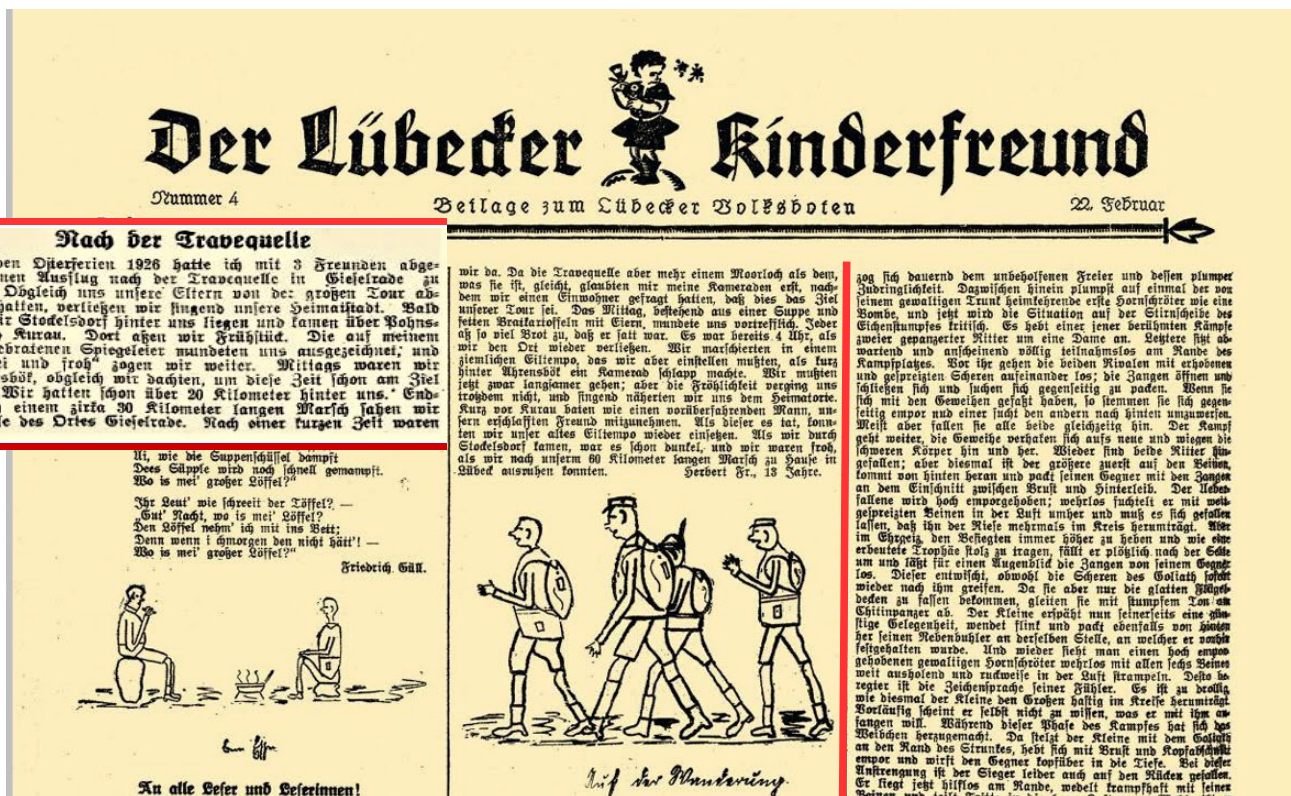 Der Lübecker Kinderfreund
Nummer 4
Beilage zum Lübecker Volksboten
22. Februar
Nach der Travequelle
Osterferien 1926 hatte ich mit 3 Freunden abge-
Ausflug nach der Travequelle in Gieselrade zu
Obgleich uns unsere Eltern von der großen Tour ab-
hatten, verließen wir singend unsere Heimatstadt. Bald
Stockelsdorf hinter uns liegen und kamen über Pohns-
Kurau. Dort aßen wir Frühstück. Die auf meinem
gebratenen Spiegeleier mundeten uns ausgezeichnet, und
und froh“ zogen wir weiter. Mittags waren wir
obgleich wir dachten, um diese Zeit schon am Ziel
Wir hatten schon über 20 Kilometer hinter uns. End-
einem zirka 30 Kilometer langen Marsch sahen wir
des Ortes Gieselrade. Nach einer kurzen Zeit waren
Ui, wie die Suppenschüssel dampft
Dees Süpple wird noch schnell gemampft.
Wo is mei' großer Löffel?“
Ihr Leut' wie schreeit der Töffel? —
„Gut' Nacht, wo is mei' Löffel?
Den Löffel nehm' ich mit ins Bett;
Denn wenn i chmorgen den nicht hätt'! —
Wo is mei' großer Löffel?“
Friedrich Güll.
An alle Leser und Leserinnen!
wir da. Da die Travequelle aber mehr einem Moorloch als dem,
was sie ist, gleicht, glaubten mir meine Kameraden erst, nach-
dem wir einen Einwohner gefragt hatten, daß dies das Ziel
unserer Tour sei. Das Mittag, bestehend aus einer Suppe und
fetten Bratkartoffeln mit Eiern, mundete uns vortrefflich. Jeder
aß so viel Brot zu, daß er satt war. Es war bereits 4 Uhr, als
wir den Ort wieder verließen. Wir marschierten in einem
ziemlichen Eiltempo, das wir aber einstellen mußten, als kurz
hinter Ahrensbök ein Kamerad schlapp machte. Wir mußten
jetzt zwar langsamer gehen; aber die Fröhlichkeit verging uns
trotzdem nicht, und singend näherten wir uns dem Heimatorte.
Kurz vor Kurau baten wie einen vorüberfahrenden Mann, un-
sern erschlafften Freund mitzunehmen. Als dieser es tat, konn-
ten wir unser altes Eiltempo wieder einsetzen. Als wir durch
Stockelsdorf kamen, war es schon dunkel, und wir waren froh,
als wir nach unserm 60 Kilometer langen Marsch zu Hause in
Lübeck ausruhen konnten. Herbert Fr., 13 Jahre.
Auf der Wanderung.
zog sich dauernd dem unbeholfenen Freier und dessen plumper
Zudringlichkeit. Dazwischen hinein plumpst auf einmal der von
seinem gewaltigen Trunk heimkehrende erste Hornschröter wie eine
Bombe, und jetzt wird die Situation auf der Stirnscheibe des
Eichenstumpfes kritisch. Es hebt einer jener berühmten Kämpfe
zweier gepanzerter Ritter um eine Dame an. Letztere sitzt ab-
wartend und anscheinend völlig teilnahmslos am Rande des
Kampfplatzes. Vor ihr gehen die beiden Rivalen mit erhobenen
und gespreizten Scheren aufeinander los; die Zangen öffnen und
schließen sich und suchen sich gegenseitig zu packen. Wenn sie
sich mit den Geweihen gefaßt haben, so stemmen sie sich gegen-
seitig empor und einer sucht den andern nach hinten umzuwerfen.
Meist aber fallen sie alle beide gleichzeitig hin. Der Kampf
geht weiter, die Geweihe verhaken sich aufs neue und wiegen die
schweren Körper hin und her. Wieder sind beide Ritter hin-
gefallen; aber diesmal ist der größere zuerst auf den Beinen,
kommt von hinten heran und packt seinen Gegner mit den Zangen
an dem Einschnitt zwischen Brust und Hinterleib. Der Ueber-
fallene wird hoch emporgehoben; wehrlos fuchtelt er mit weit-
gespreizten Beinen in der Luft umher und muß es sich gefallen
lassen, daß ihn der Riese mehrmals im Kreis herumträgt. Aber
im Ehrgeiz, den Besiegten immer höher zu heben und wie eine
erbeutete Trophäe stolz zu tragen, fällt er plötzlich nach der Seite
um und läßt für einen Augenblick die Zangen von seinem Gegner
los. Dieser entwischt, obwohl die Scheren des Goliath sofort
wieder nach ihm greifen. Da sie aber nur die glatten Flügel-
decken zu fassen bekommen, gleiten sie mit stumpfem Ton am
Chitinpanzer ab. Der Kleine erspäht nun seinerseits eine gün-
stige Gelegenheit, wendet flink und packt ebenfalls von hinten
her seinen Nebenbuhler an derselben Stelle, an welcher er vorhin
festgehalten wurde. Und wieder sieht man einen hoch empor-
gehobenen gewaltigen Hornschröter wehrlos mit allen sechs Beinen
weit ausholend und ruckweise in der Luft strampeln. Desto be-
regter ist die Zeichensprache seiner Fühler. Es ist zu drollig,
wie diesmal der Kleine den Großen hastig im Kreise herumträgt.
Vorläufig scheint er selbst nicht zu wissen, was er mit ihm an-
fangen will. Während dieser Phase des Kampfes hat sich das
Weibchen herzugemacht. Da stelzt der Kleine mit dem Goliath
an den Rand des Strunkes, hebt sich mit Brust und Kopfabschnitt
empor und wirft den Gegner kopfüber in die Tiefe. Bei dieser
Anstrengung ist der Sieger leider auch auf den Rücken gefallen.
Er liegt jetzt hilflos am Rande, wedelt krampfhaft mit seinen